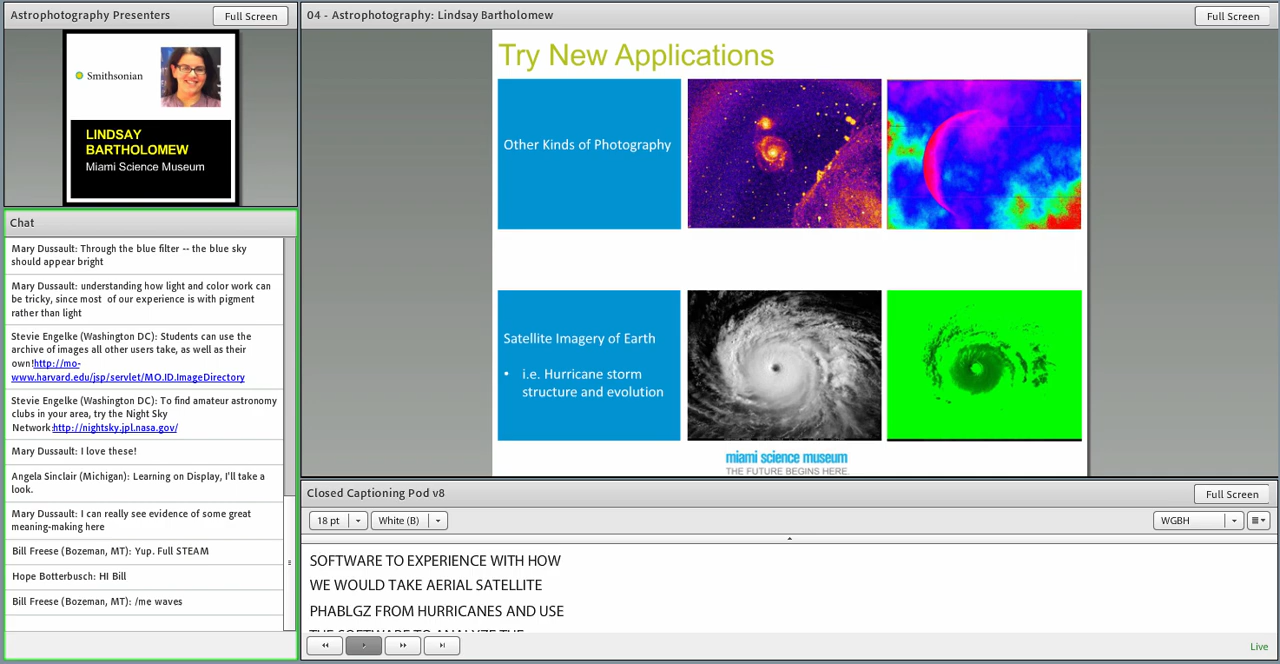 Astrophotography Presenters
Full Screen
Smithsonian
LINDSAY
BARTHOLOMEW
Miami Science Museum
Chat
Mary Dussault: Through the blue filter -- the blue sky
should appear bright
Mary Dussault: understanding how light and color work can
be tricky, since most of our experience is with pigment
rather than light
Stevie Engelke (Washington DC): Students can use the
archive of images all other users take, as well as their
own!http://mo-
www.harvard.edu/jsp/servlet/MO.ID.ImageDirectory
Stevie Engelke (Washington DC): To find amateur astronomy
clubs in your area, try the Night Sky
Network:http://nightsky.jpl.nasa.gov/
Mary Dussault: I love these!
Angela Sinclair (Michigan): Learning on Display, I'll take a
look.
Mary Dussault: I can really see evidence of some great
meaning-making here
Bill Freese (Bozeman, MT): Yup. Full STEAM
Hope Botterbusch: HI Bill
Bill Freese (Bozeman, MT): /me waves
04 - Astrophotography: Lindsay Bartholomew
Full Screen
Try New Applications
Other Kinds of Photography
Satellite Imagery of Earth
• i.e. Hurricane storm
structure and evolution
miami science museum
THE FUTURE BEGINS HERE.
Closed Captioning Pod v8
Full Screen
18 pt
White (B)
WGBH
SOFTWARE TO EXPERIENCE WITH HOW
WE WOULD TAKE AERIAL SATELLITE
PHABLGZ FROM HURRICANES AND USE
THE SOFTWARE TO ANALYZE THE
Live